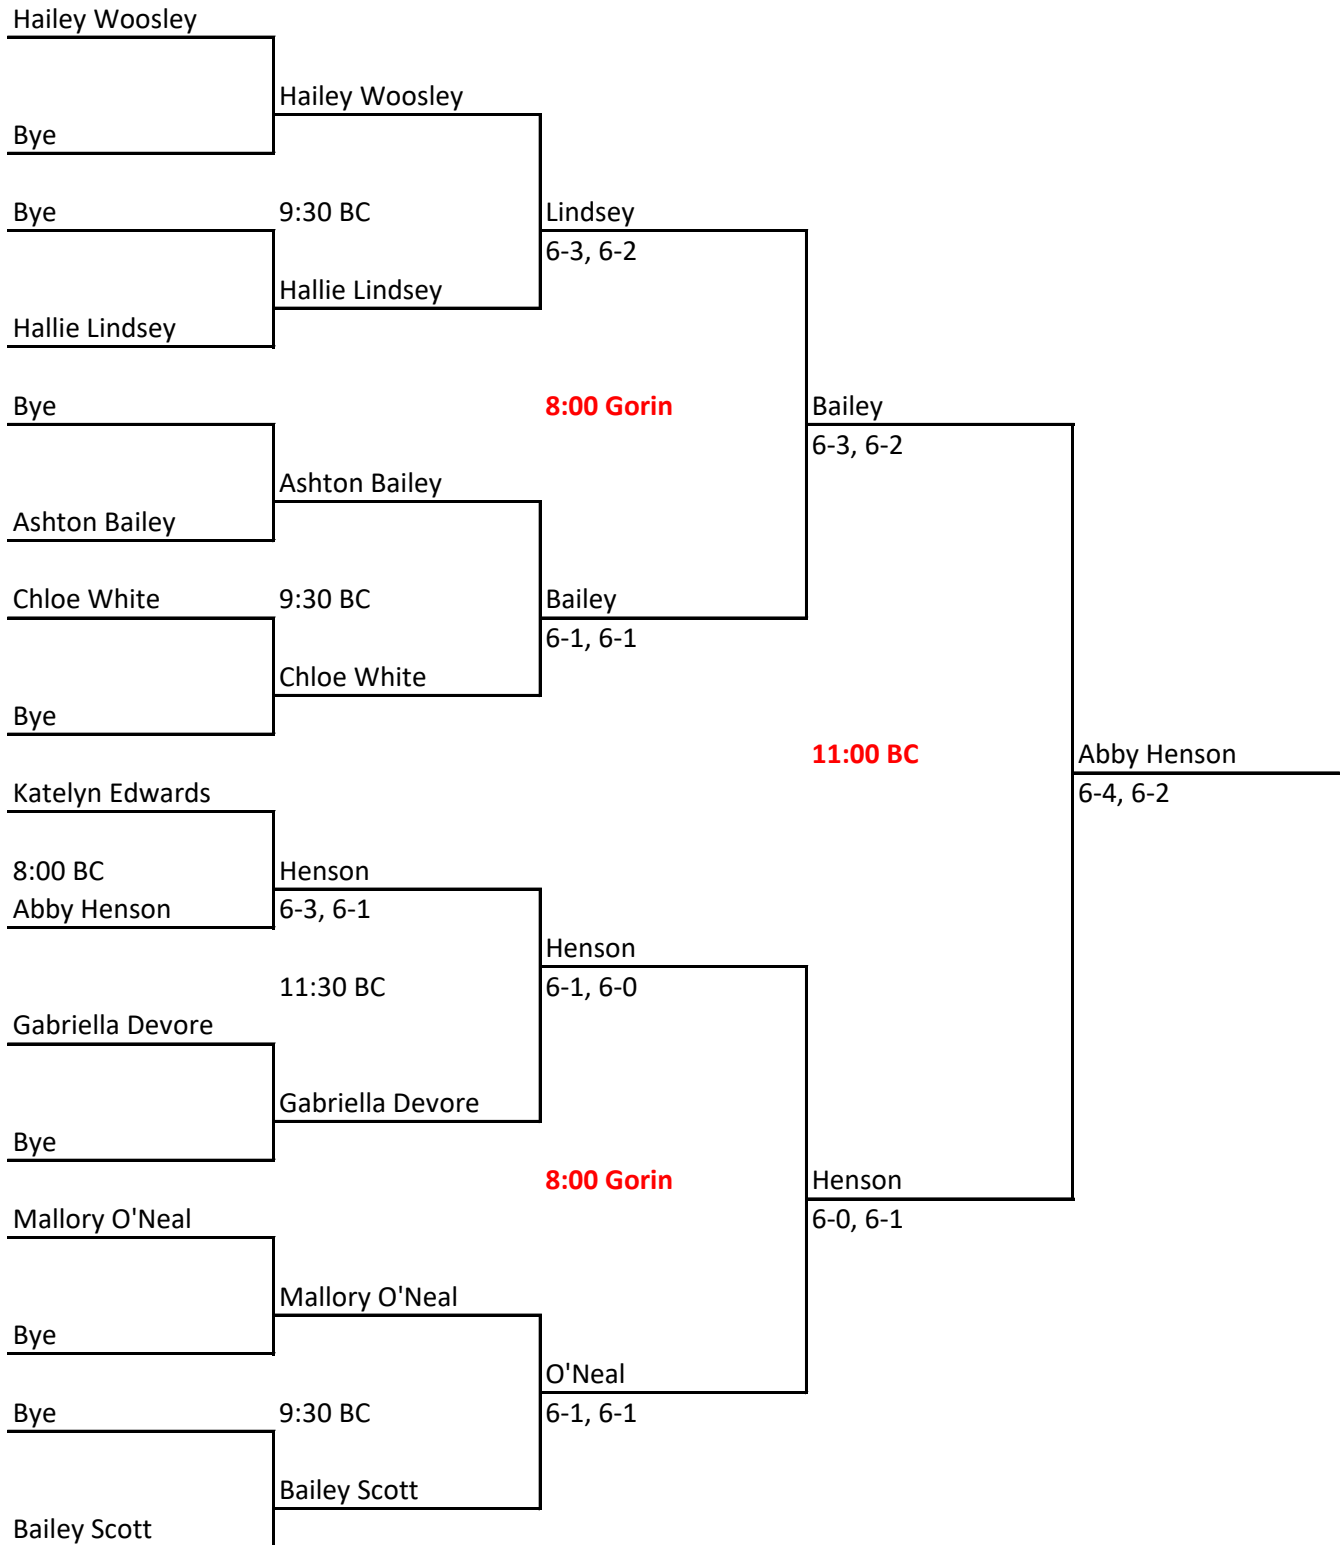 Hailey Woosley
Hailey Woosley
Bye
Bye
9:30 BC
Lindsey
6-3, 6-2
Hallie Lindsey
Hallie Lindsey
Bye
8:00 Gorin
Bailey
6-3, 6-2
Ashton Bailey
Ashton Bailey
Chloe White
9:30 BC
Bailey
6-1, 6-1
Chloe White
Bye
11:00 BC
Abby Henson
Katelyn Edwards
6-4, 6-2
8:00 BC
Henson
Abby Henson
6-3, 6-1
Henson
11:30 BC
6-1, 6-0
Gabriella Devore
Gabriella Devore
Bye
8:00 Gorin
Henson
Mallory O'Neal
6-0, 6-1
Mallory O'Neal
Bye
O'Neal
Bye
9:30 BC
6-1, 6-1
Bailey Scott
Bailey Scott